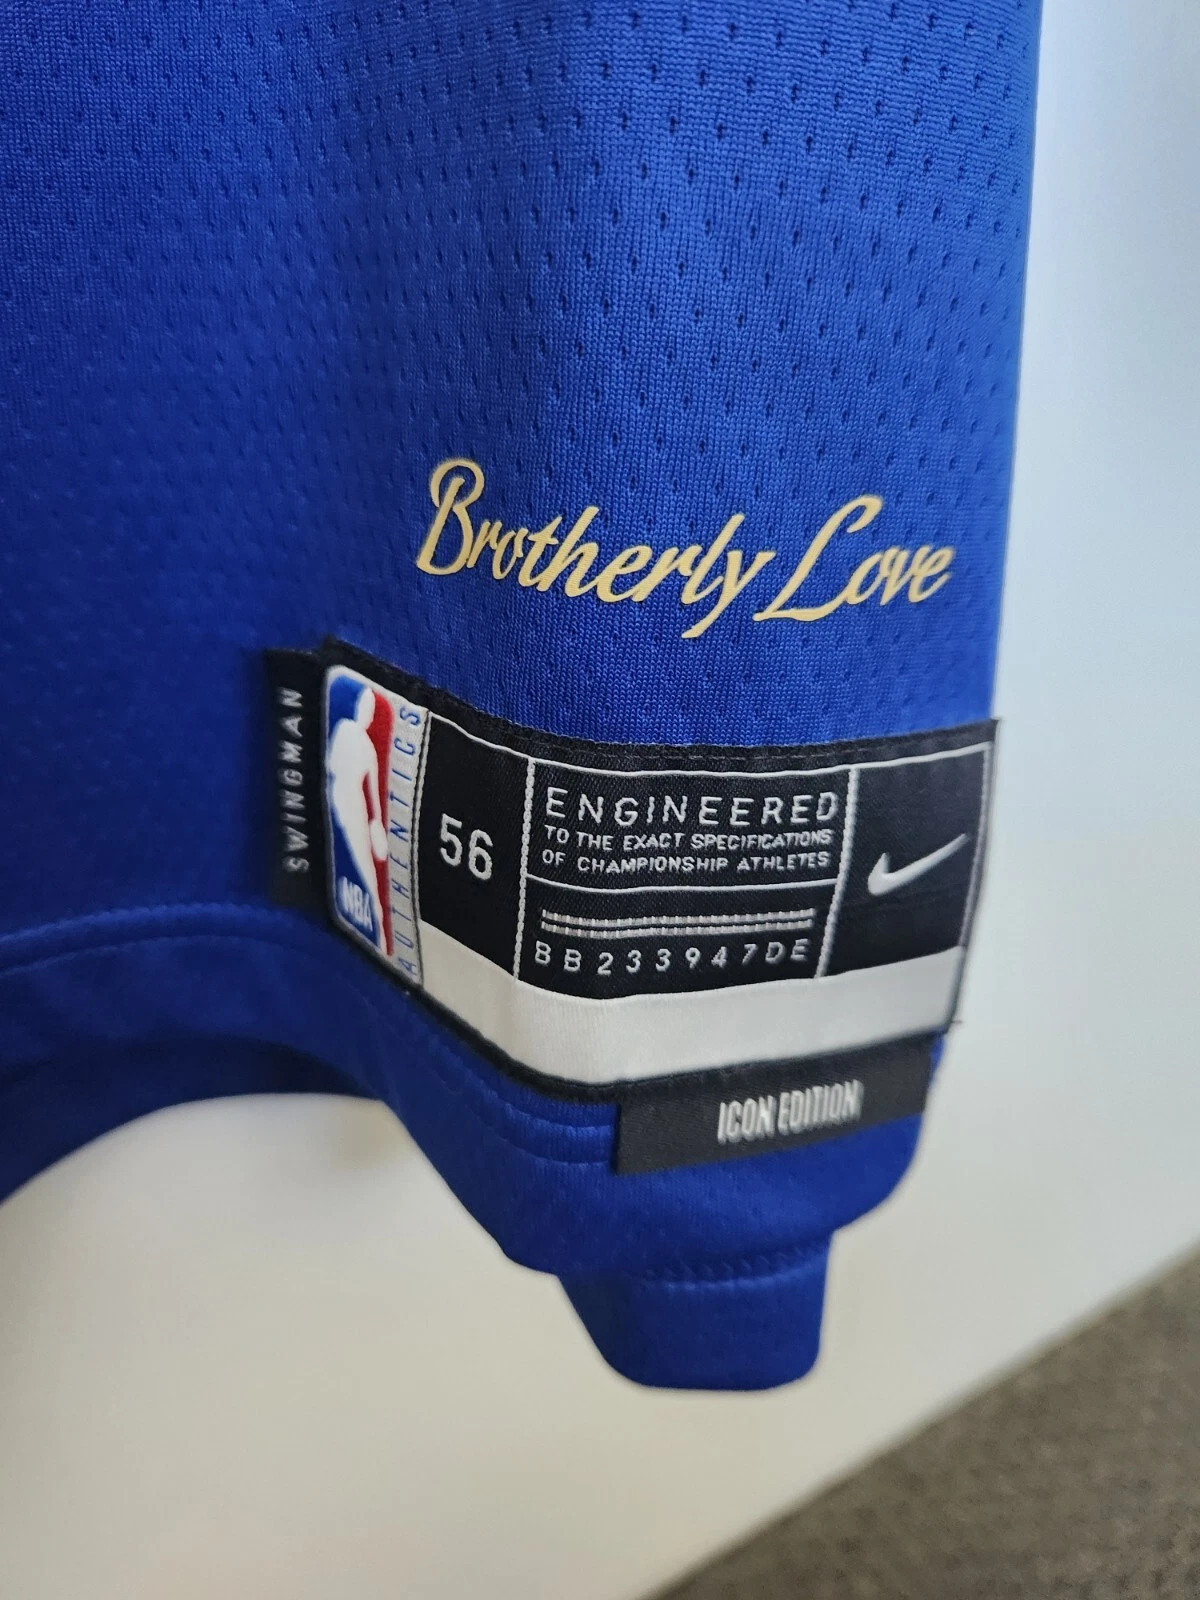 Brotherly Love
SWINGMAN
NBA
AUTHENTICS
56
ENGINEERED
TO THE EXACT SPECIFICATIONS
OF CHAMPIONSHIP ATHLETES
BB233947DE
ICON EDITION